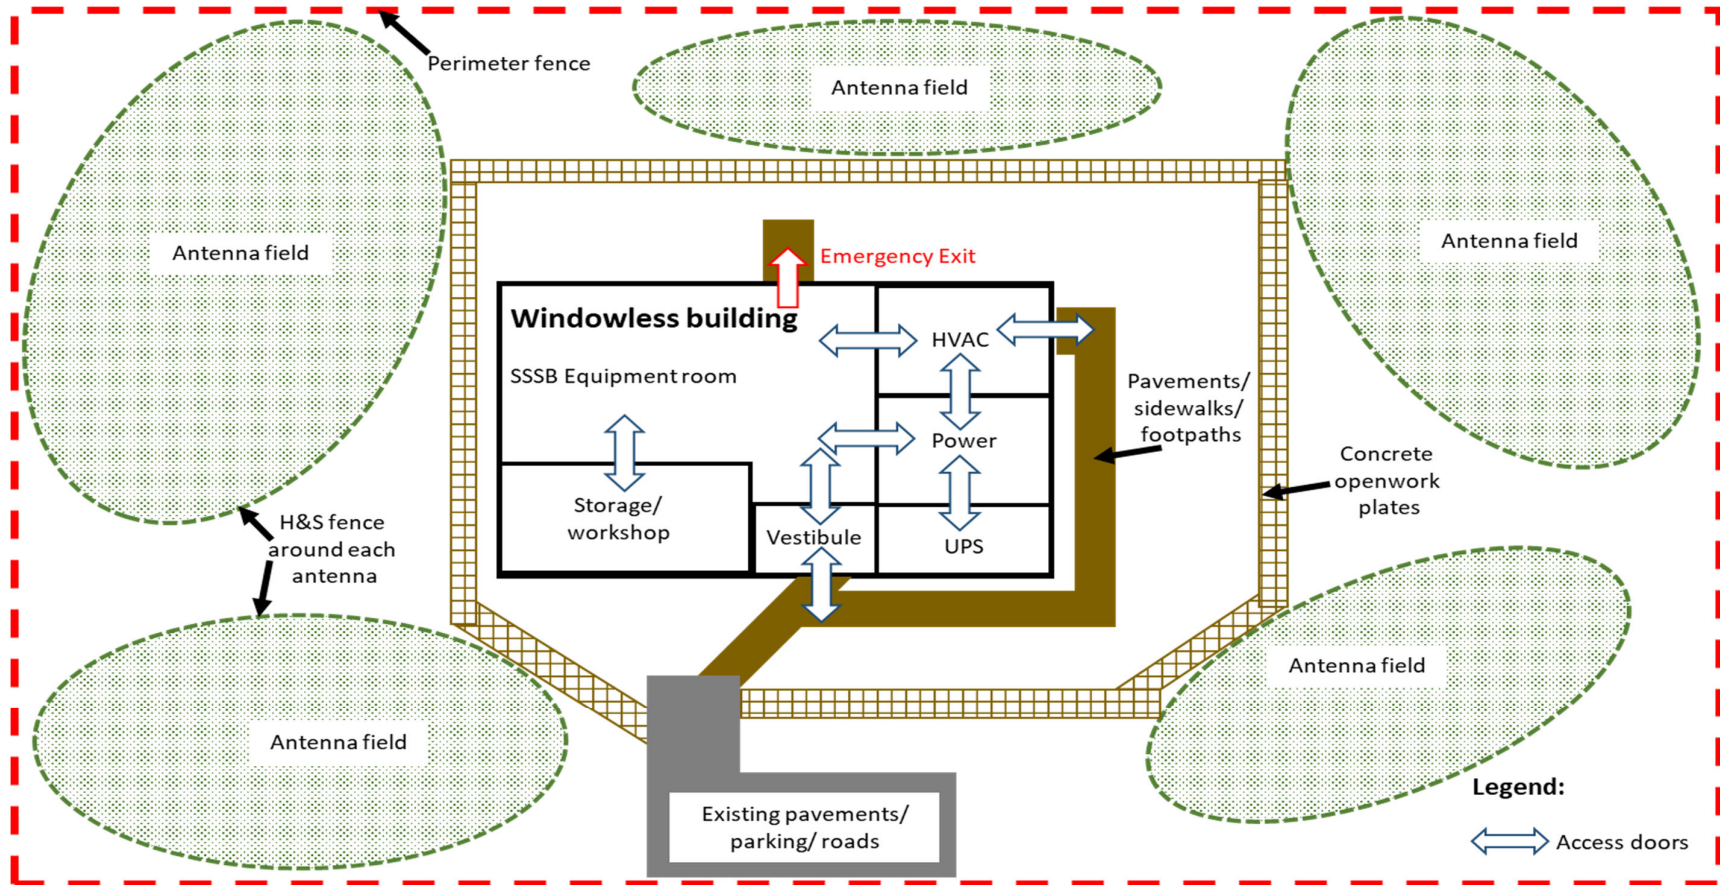 Perimeter fence
Antenna field
Antenna field
Antenna field
Emergency Exit
Windowless building
HVAC
SSSB Equipment room
Pavements/
sidewalks/
footpaths
Power
Concrete
openwork
plates
Storage/
workshop
Vestibule
UPS
H&S fence
around each
antenna
Antenna field
Antenna field
Legend:
Existing pavements/
parking/ roads
Access doors